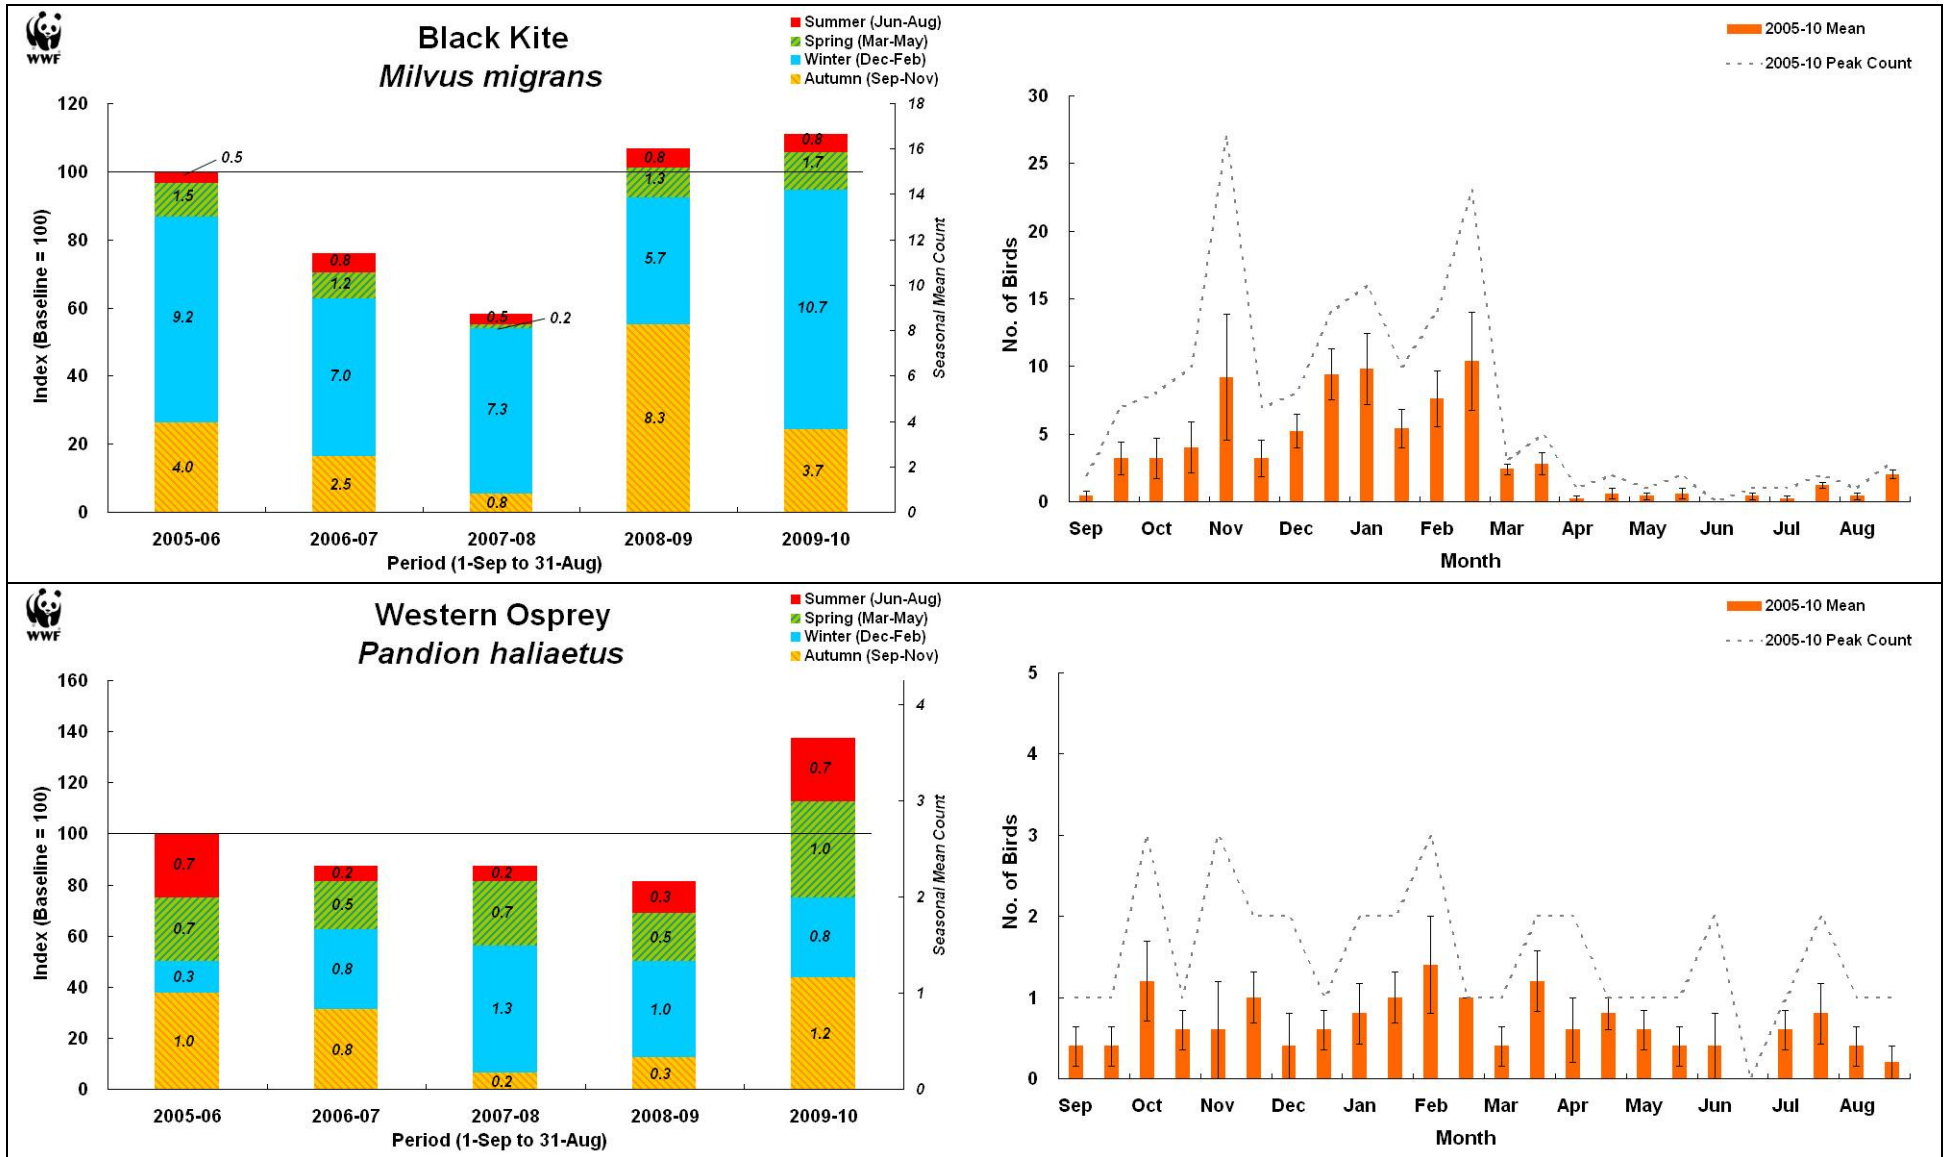 WWF
Black Kite
Milvus migrans
Summer (Jun-Aug)
Spring (Mar-May)
Winter (Dec-Feb)
Autumn (Sep-Nov)
Index (Baseline = 100)
120
100
80
60
40
20
0
0.5
1.5
9.2
4.0
0.8
1.2
7.0
2.5
0.5
0.2
7.3
0.8
0.8
1.3
5.7
8.3
0.8
1.7
10.7
3.7
18
16
14
12
10
8
6
4
2
0
Seasonal Mean Count
2005-06 2006-07 2007-08 2008-09 2009-10
Period (1-Sep to 31-Aug)
2005-10 Mean
2005-10 Peak Count
No. of Birds
30
25
20
15
10
5
0
Sep Oct Nov Dec Jan Feb Mar Apr May Jun Jul Aug
Month
WWF
Western Osprey
Pandion haliaetus
Summer (Jun-Aug)
Spring (Mar-May)
Winter (Dec-Feb)
Autumn (Sep-Nov)
Index (Baseline = 100)
160
140
120
100
80
60
40
20
0
0.7
0.7
0.3
1.0
0.2
0.5
0.8
0.8
0.2
0.7
1.3
0.2
0.3
0.5
1.0
0.3
0.7
1.0
0.8
1.2
4
3
2
1
0
Seasonal Mean Count
2005-06 2006-07 2007-08 2008-09 2009-10
Period (1-Sep to 31-Aug)
2005-10 Mean
2005-10 Peak Count
No. of Birds
5
4
3
2
1
0
Sep Oct Nov Dec Jan Feb Mar Apr May Jun Jul Aug
Month